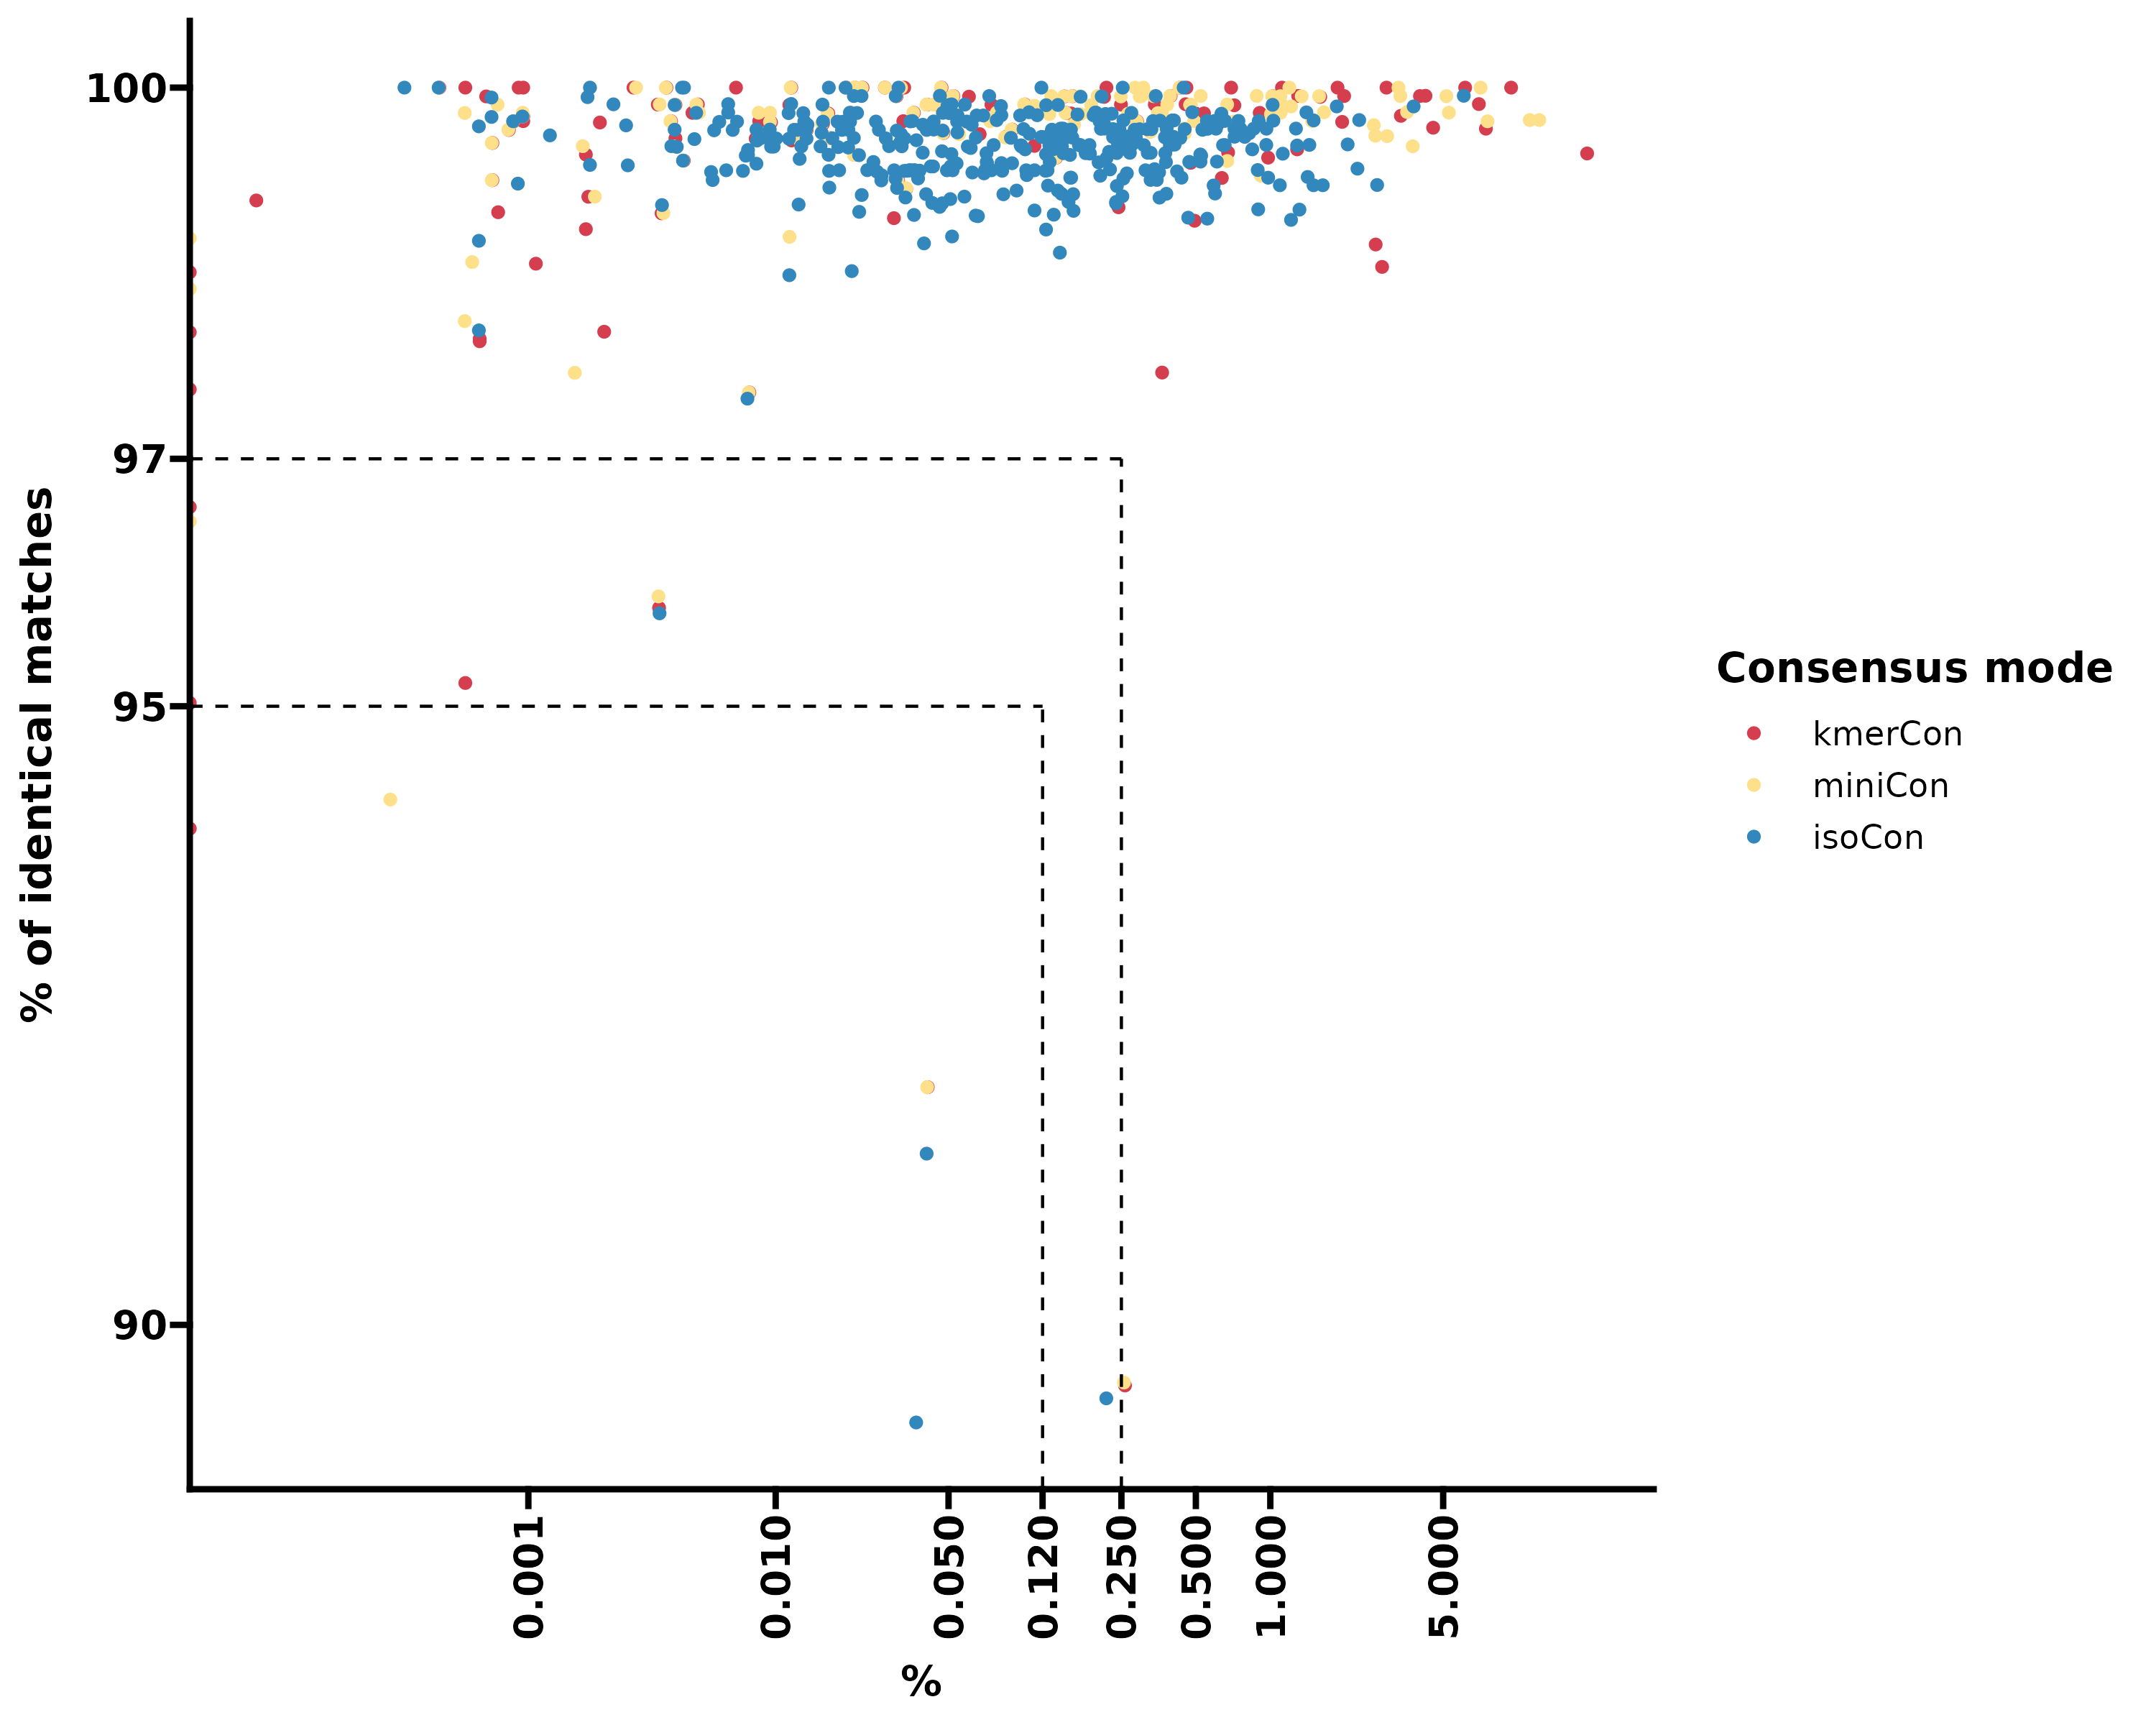 100
97
95
90
% of identical matches
0.001
0.010
0.050
0.120
0.250
0.500
1.000
5.000
%
Consensus mode
kmerCon
miniCon
isoCon